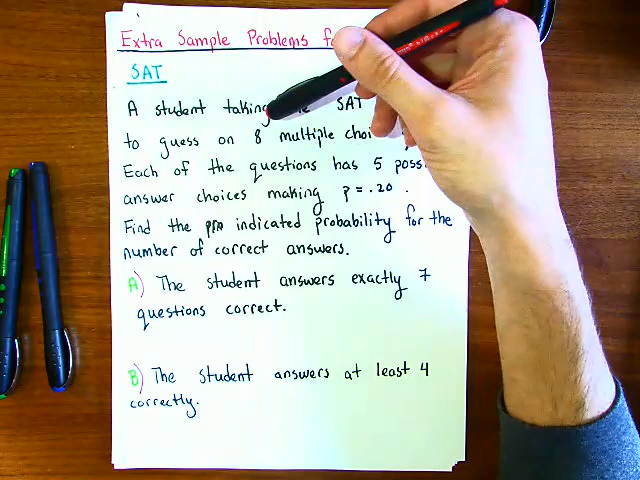 Extra Sample Problems
SAT
A student taking SAT
to guess on 8 multiple
Each of the questions has 5
answer choices making p = .20 .
Find the indicated probability for the
number of correct answers.
A) The student answers exactly 7
questions correct.
B) The student answers at least 4
correctly.